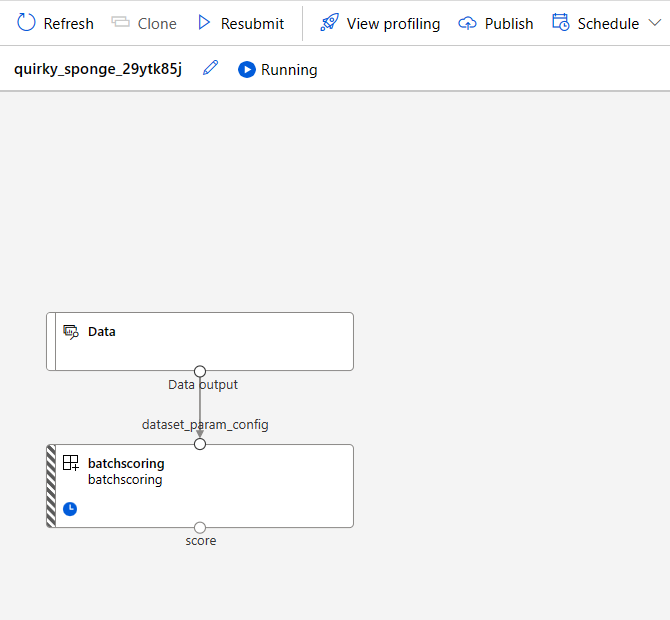 Refresh Clone Resubmit View profiling Publish Schedule
quirky_sponge_29ytk85j Running
Data
Data output
dataset_param_config
batchscoring
batchscoring
score